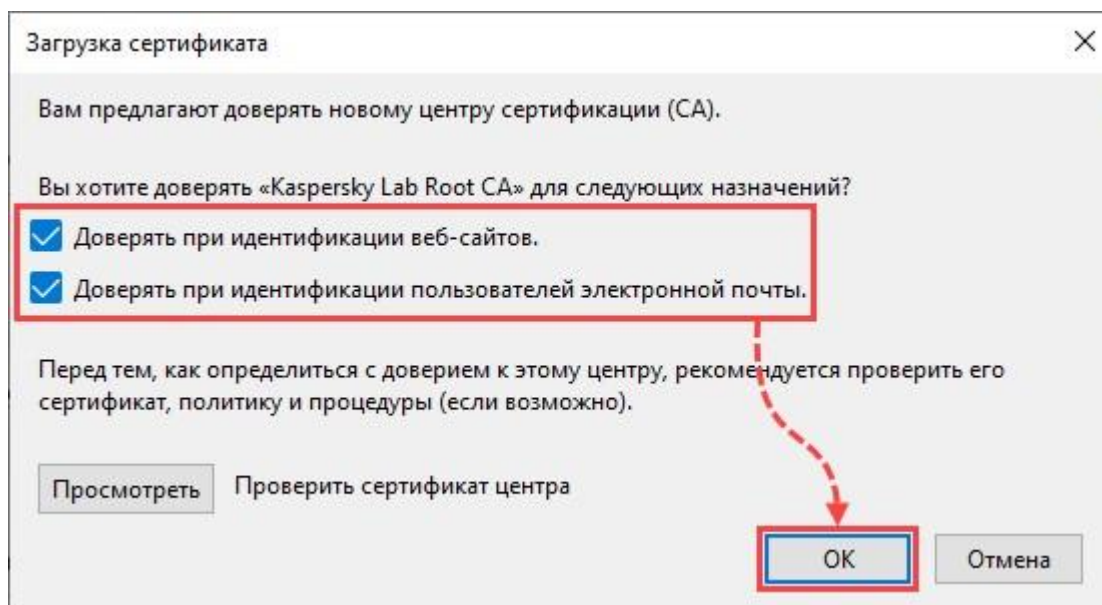 Загрузка сертификата
Вам предлагают доверять новому центру сертификации (CA).
Вы хотите доверять «Kaspersky Lab Root CA» для следующих назначений?
Доверять при идентификации веб-сайтов.
Доверять при идентификации пользователей электронной почты.
Перед тем, как определиться с доверием к этому центру, рекомендуется проверить его
сертификат, политику и процедуры (если возможно).
Просмотреть Проверить сертификат центра
ОК Отмена